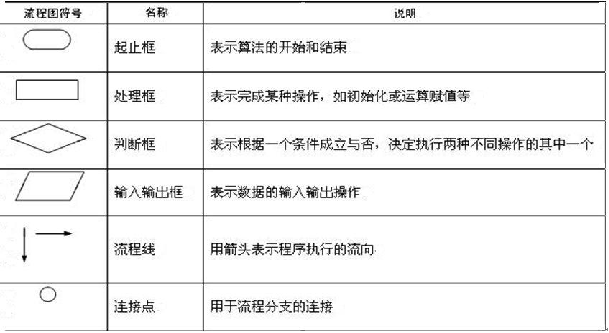 流程图符号 名称 说明
起止框 表示算法的开始和结束
处理框 表示完成某种操作，如初始化或运算赋值等
判断框 表示根据一个条件成立与否，决定执行两种不同操作的其中一个
输入输出框 表示数据的输入输出操作
流程线 用箭头表示程序执行的流向
连接点 用于流程分支的连接